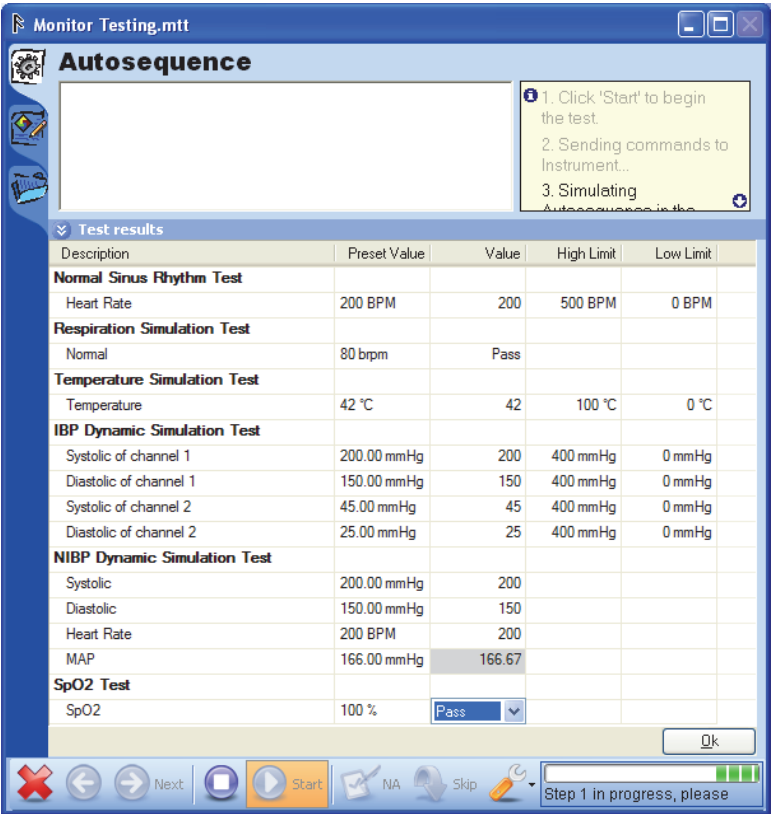 Monitor Testing.mtt
Autosequence
1. Click 'Start' to begin
the test.
2. Sending commands to
Instrument...
3. Simulating
Autosequence in the
Test results
Description Preset Value Value High Limit Low Limit
Normal Sinus Rhythm Test
Heart Rate 200 BPM 200 500 BPM 0 BPM
Respiration Simulation Test
Normal 80 brpm Pass
Temperature Simulation Test
Temperature 42 °C 42 100 °C 0 °C
IBP Dynamic Simulation Test
Systolic of channel 1 200.00 mmHg 200 400 mmHg 0 mmHg
Diastolic of channel 1 150.00 mmHg 150 400 mmHg 0 mmHg
Systolic of channel 2 45.00 mmHg 45 400 mmHg 0 mmHg
Diastolic of channel 2 25.00 mmHg 25 400 mmHg 0 mmHg
NIBP Dynamic Simulation Test
Systolic 200.00 mmHg 200
Diastolic 150.00 mmHg 150
Heart Rate 200 BPM 200
MAP 166.00 mmHg 166.67
SpO2 Test
SpO2 100 % Pass
Ok
Next Start NA Skip Step 1 in progress, please